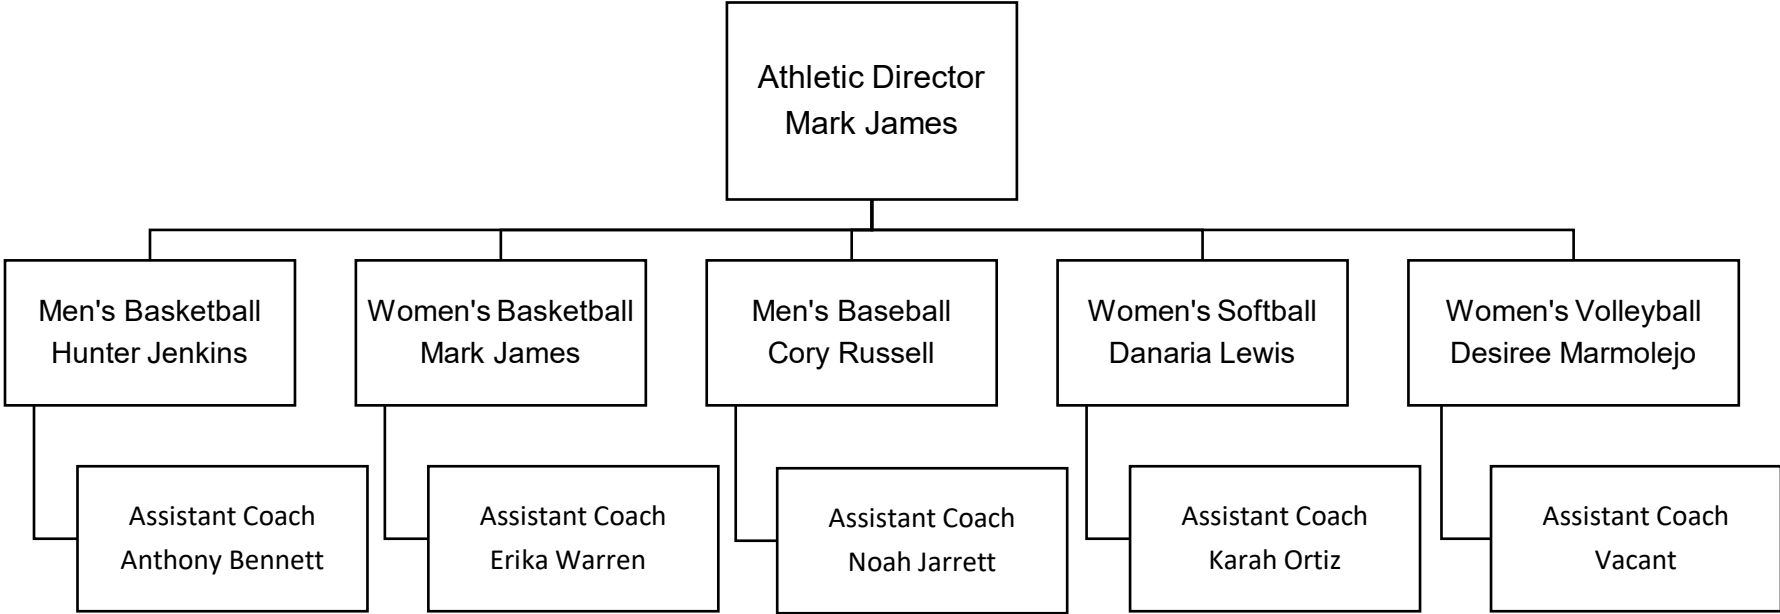 Athletic Director
Mark James
Men's Basketball
Hunter Jenkins
Women's Basketball
Mark James
Men's Baseball
Cory Russell
Women's Softball
Danaria Lewis
Women's Volleyball
Desiree Marmolejo
Assistant Coach
Anthony Bennett
Assistant Coach
Erika Warren
Assistant Coach
Noah Jarrett
Assistant Coach
Karah Ortiz
Assistant Coach
Vacant